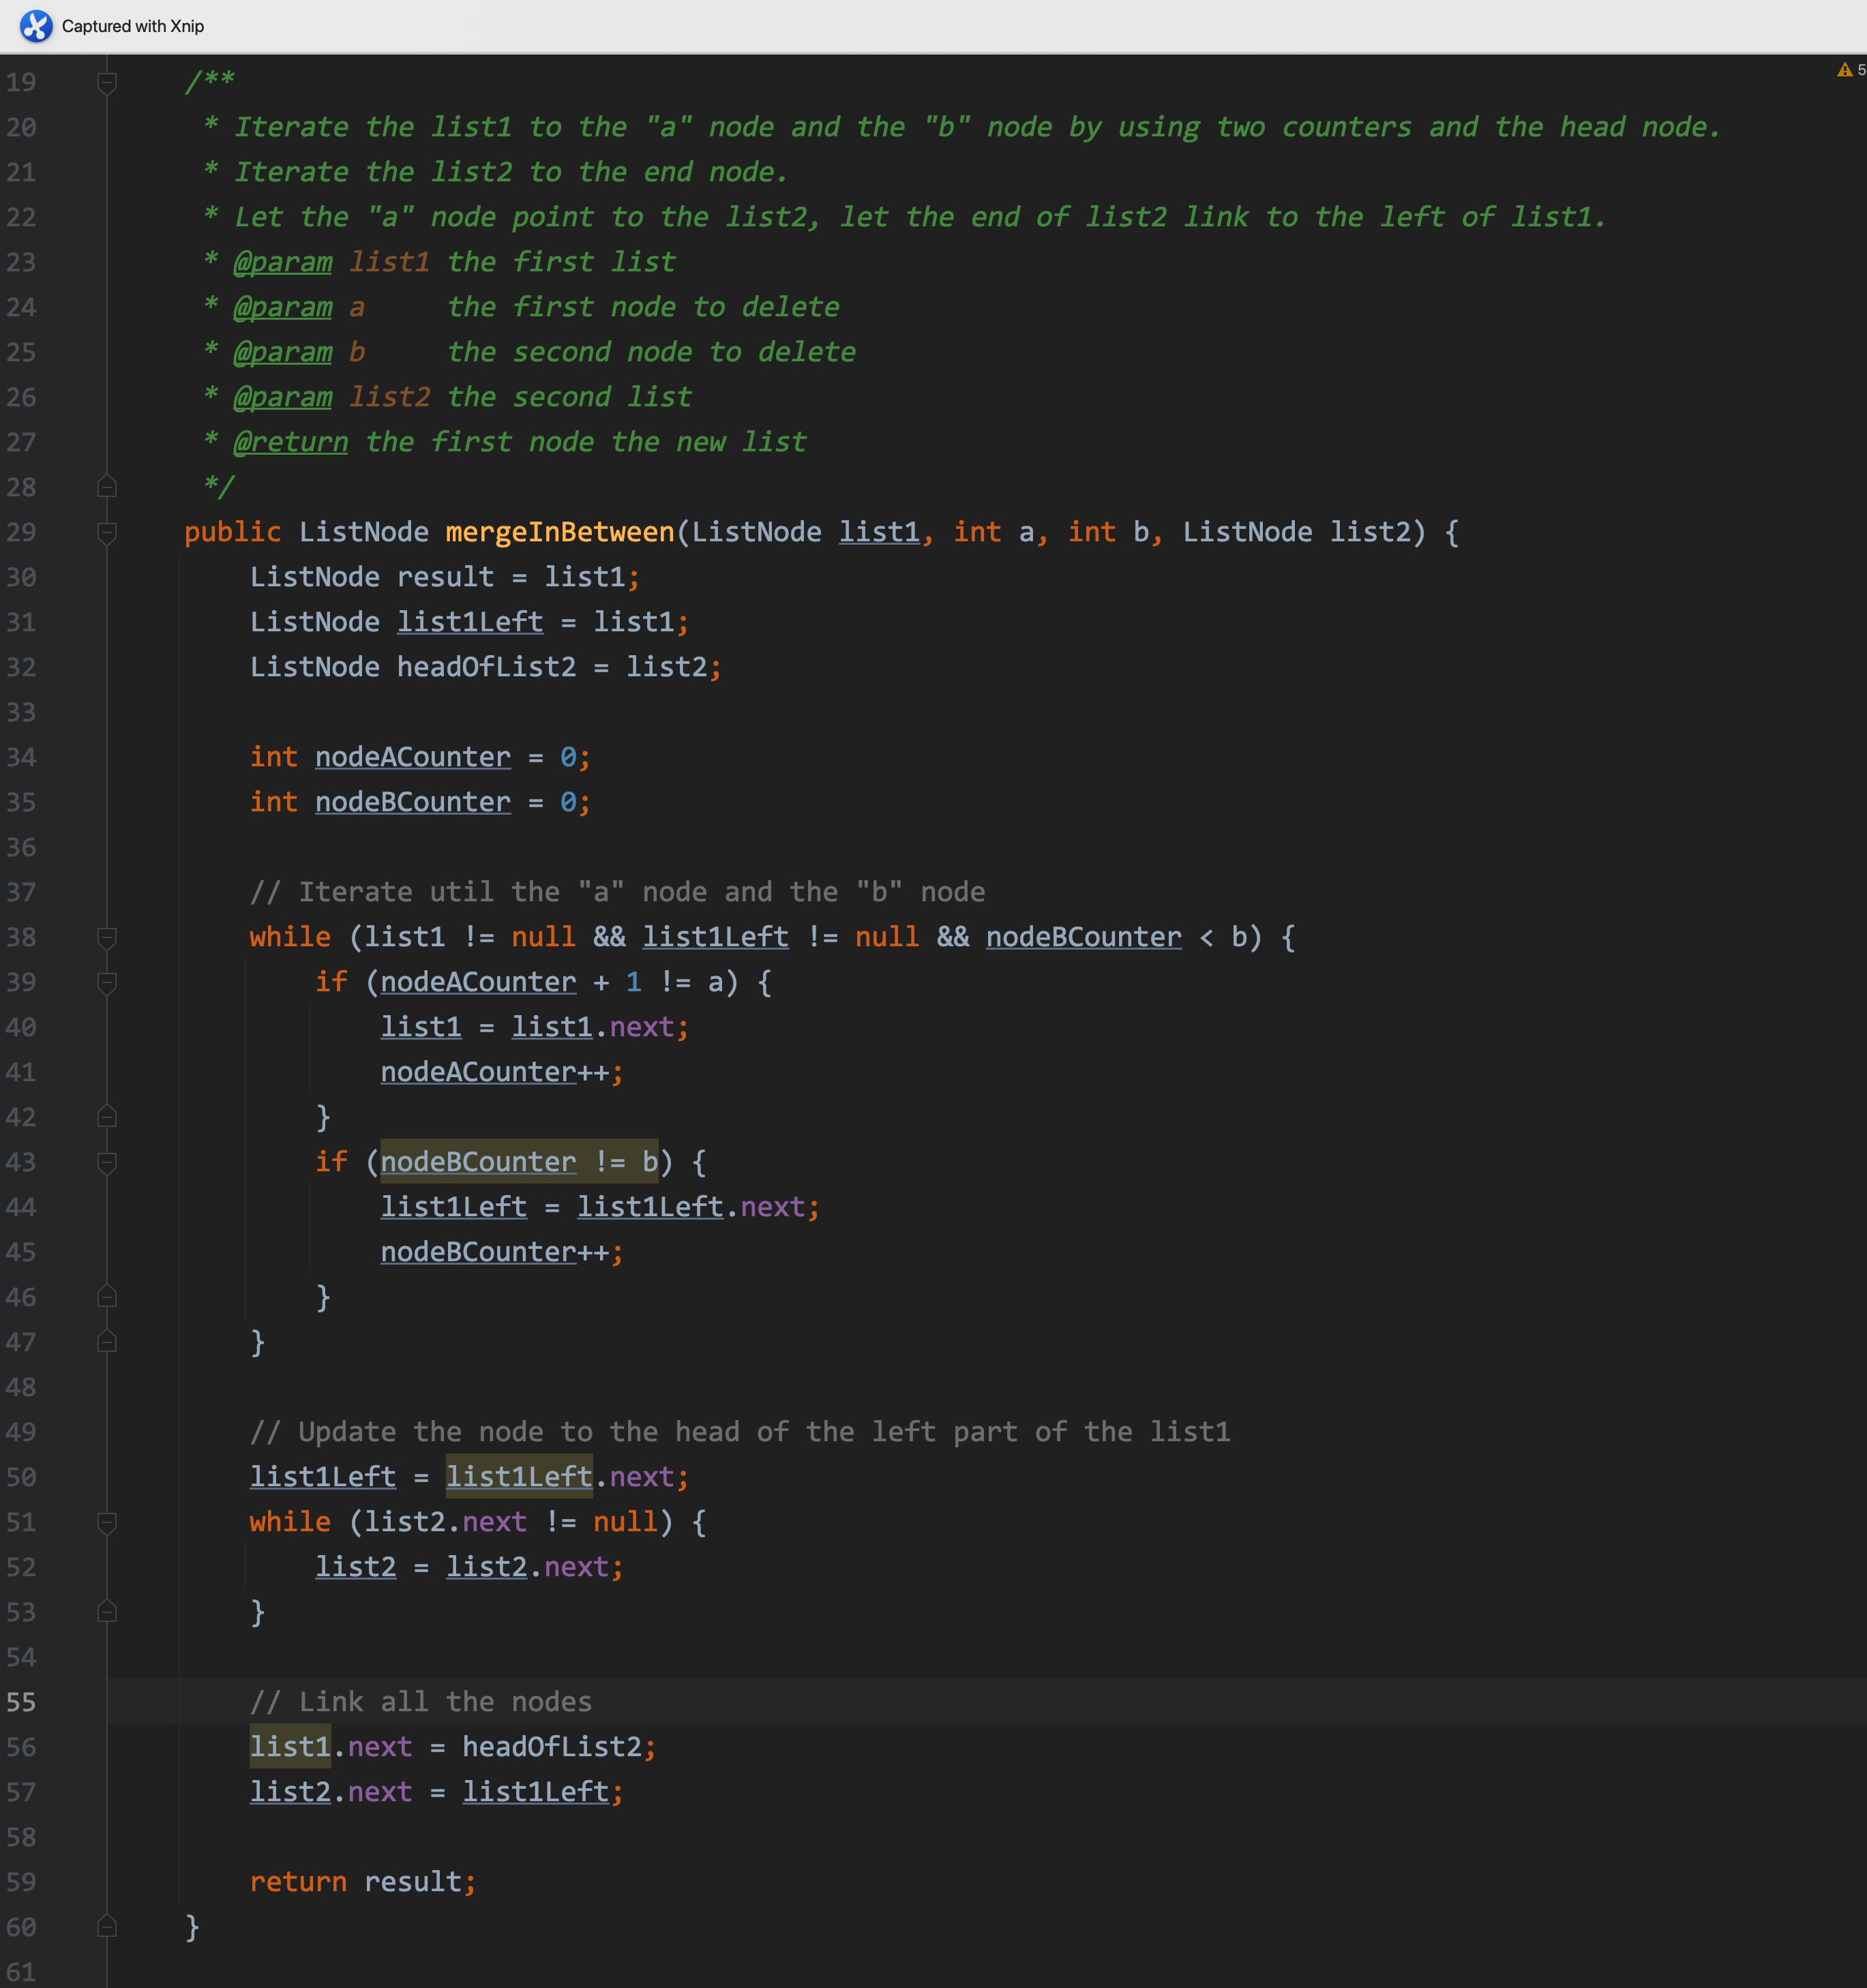 Captured with Xnip
5
19 /**
20 * Iterate the list1 to the "a" node and the "b" node by using two counters and the head node.
21 * Iterate the list2 to the end node.
22 * Let the "a" node point to the list2, let the end of list2 link to the left of list1.
23 * @param list1 the first list
24 * @param a     the first node to delete
25 * @param b     the second node to delete
26 * @param list2 the second list
27 * @return the first node the new list
28 */
29 public ListNode mergeInBetween(ListNode list1, int a, int b, ListNode list2) {
30     ListNode result = list1;
31     ListNode list1Left = list1;
32     ListNode headOfList2 = list2;
33
34     int nodeACounter = 0;
35     int nodeBCounter = 0;
36
37     // Iterate util the "a" node and the "b" node
38     while (list1 != null && list1Left != null && nodeBCounter < b) {
39         if (nodeACounter + 1 != a) {
40             list1 = list1.next;
41             nodeACounter++;
42         }
43         if (nodeBCounter != b) {
44             list1Left = list1Left.next;
45             nodeBCounter++;
46         }
47     }
48
49     // Update the node to the head of the left part of the list1
50     list1Left = list1Left.next;
51     while (list2.next != null) {
52         list2 = list2.next;
53     }
54
55     // Link all the nodes
56     list1.next = headOfList2;
57     list2.next = list1Left;
58
59     return result;
60 }
61